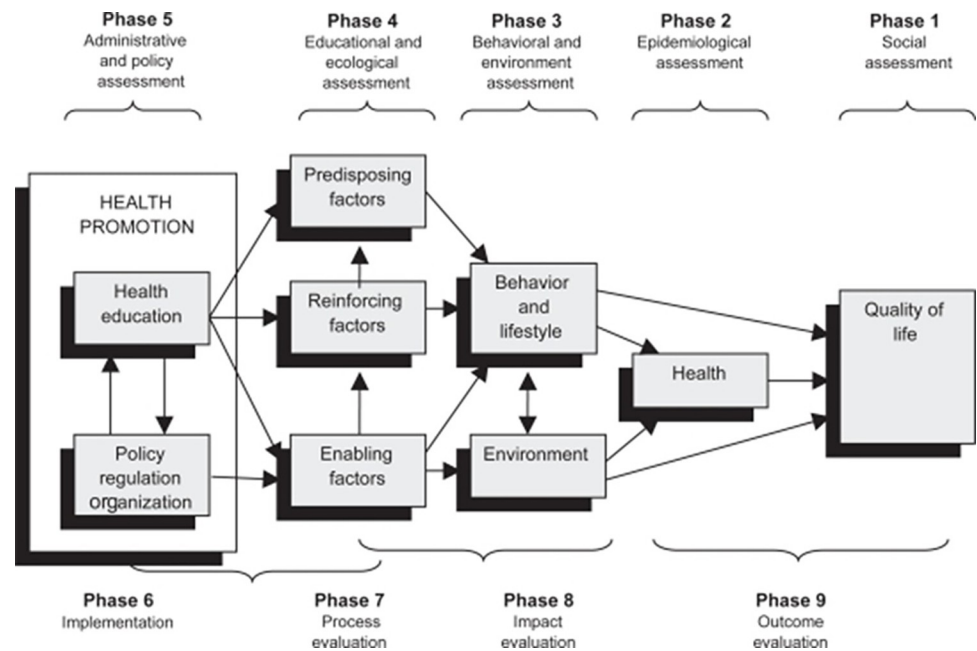 Phase 5
Administrative
and policy
assessment
Phase 4
Educational and
ecological
assessment
Phase 3
Behavioral and
environment
assessment
Phase 2
Epidemiological
assessment
Phase 1
Social
assessment
HEALTH
PROMOTION
Health
education
Policy
regulation
organization
Predisposing
factors
Reinforcing
factors
Enabling
factors
Behavior
and
lifestyle
Environment
Health
Quality of
life
Phase 6
Implementation
Phase 7
Process
evaluation
Phase 8
Impact
evaluation
Phase 9
Outcome
evaluation